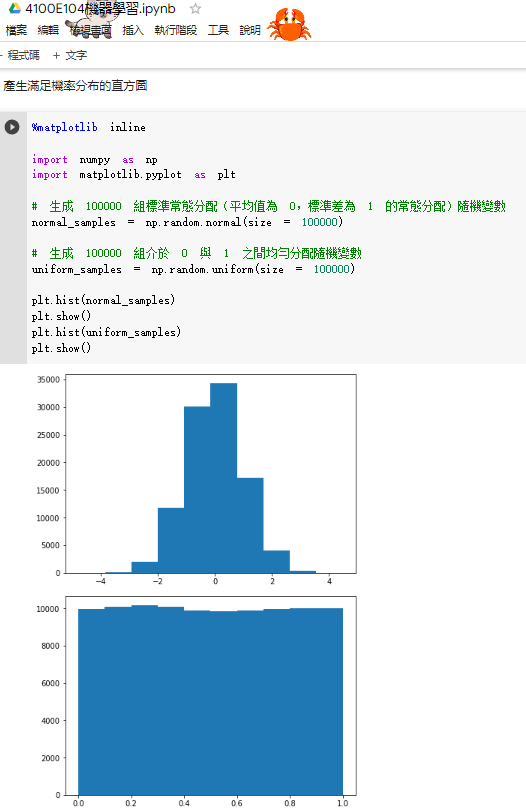 4100E104機器學習.ipynb
檔案 編輯 檢視畫面 插入 執行階段 工具 說明
程式碼 + 文字
產生滿足機率分布的直方圖
%matplotlib inline
import numpy as np
import matplotlib.pyplot as plt
# 生成 100000 組標準常態分配（平均值為 0，標準差為 1 的常態分配）隨機變數
normal_samples = np.random.normal(size = 100000)
# 生成 100000 組介於 0 與 1 之間均勻分配隨機變數
uniform_samples = np.random.uniform(size = 100000)
plt.hist(normal_samples)
plt.show()
plt.hist(uniform_samples)
plt.show()
35000
30000
25000
20000
15000
10000
5000
0
−4 −2 0 2 4
10000
8000
6000
4000
2000
0
0.0 0.2 0.4 0.6 0.8 1.0